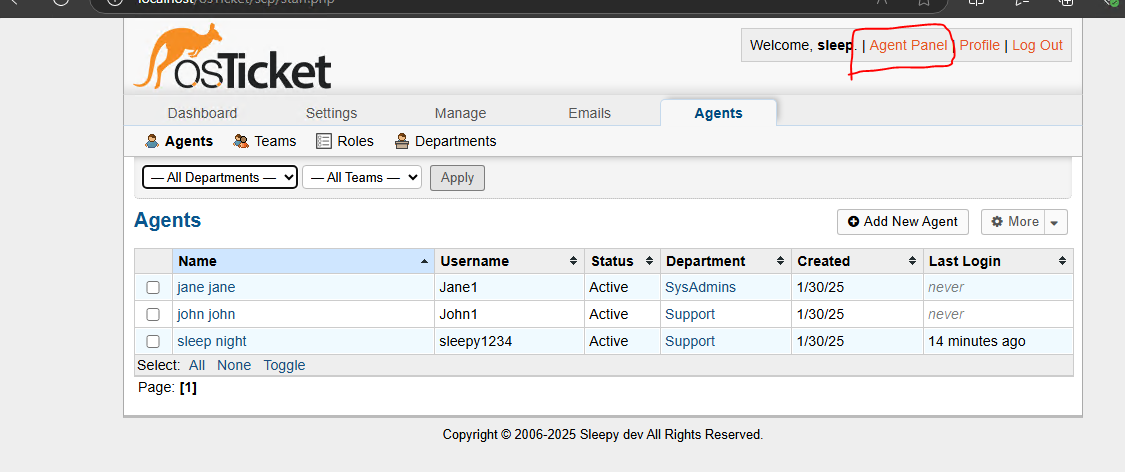 localhost/osTicket/scp/staff.php
osTicket
Welcome, sleep. | Agent Panel | Profile | Log Out
Dashboard Settings Manage Emails Agents
Agents Teams Roles Departments
— All Departments — — All Teams — Apply
Agents
Add New Agent More
Name Username Status Department Created Last Login
jane jane Jane1 Active SysAdmins 1/30/25 never
john john John1 Active Support 1/30/25 never
sleep night sleepy1234 Active Support 1/30/25 14 minutes ago
Select: All None Toggle
Page: [1]
Copyright © 2006-2025 Sleepy dev All Rights Reserved.